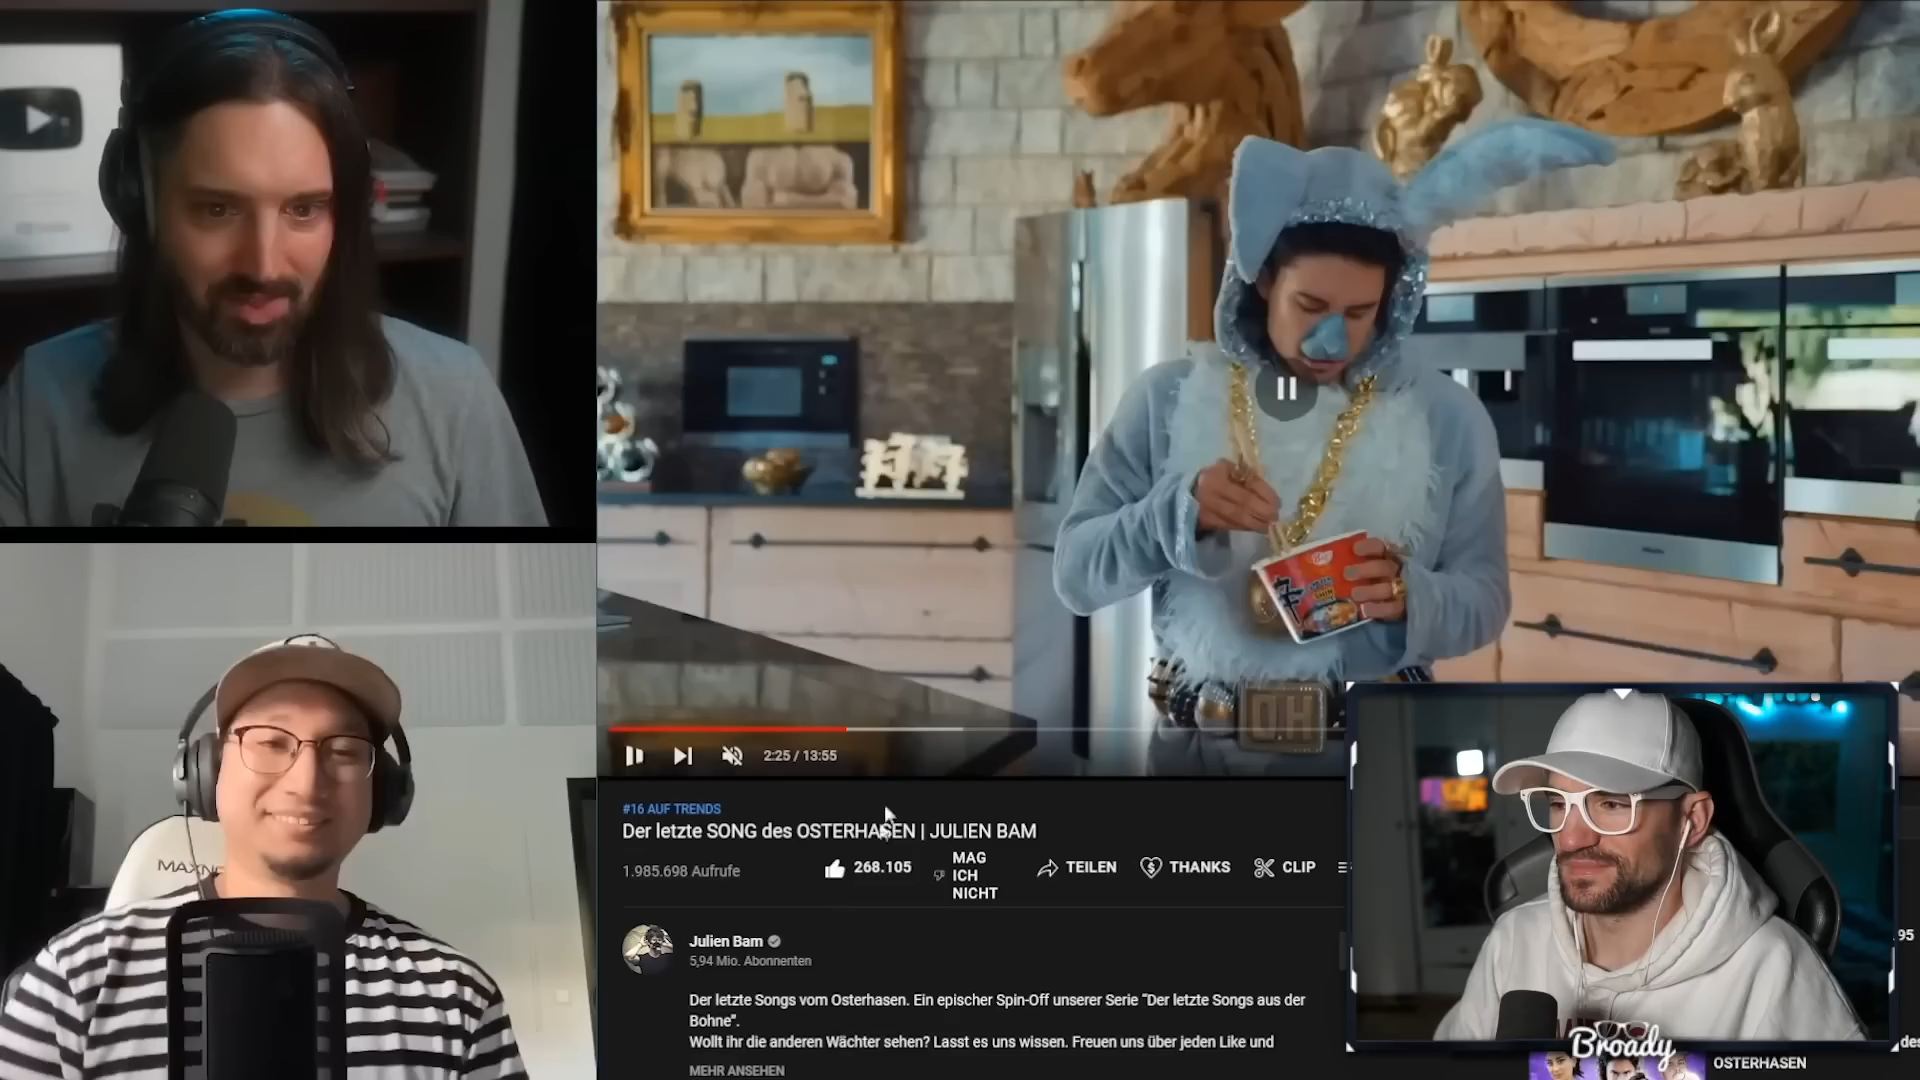 OH
2:25 / 13:55
#16 AUF TRENDS
Der letzte SONG des OSTERHASEN | JULIEN BAM
1.985.698 Aufrufe
268.105
MAG
ICH
NICHT
TEILEN
THANKS
CLIP
Julien Bam
5,94 Mio. Abonnenten
Der letzte Songs vom Osterhasen. Ein epischer Spin-Off unserer Serie "Der letzte Songs aus der
Bohne".
Wollt ihr die anderen Wächter sehen? Lasst es uns wissen. Freuen uns über jeden Like und
MEHR ANSEHEN
Broady
OSTERHASEN